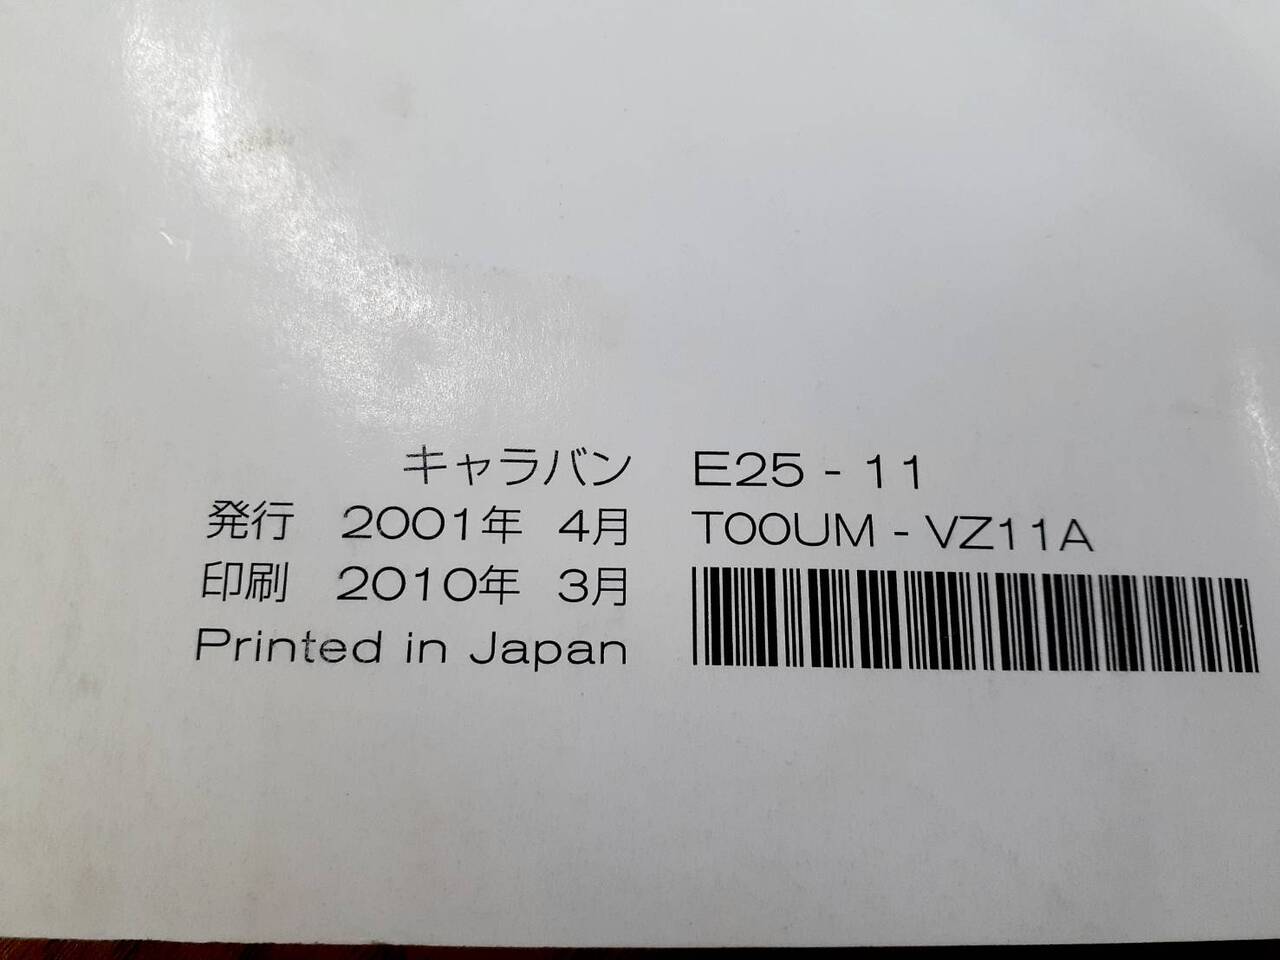 キャラバン E25 - 11
発行 2001年 4月 T00UM - VZ11A
印刷 2010年 3月
Printed in Japan